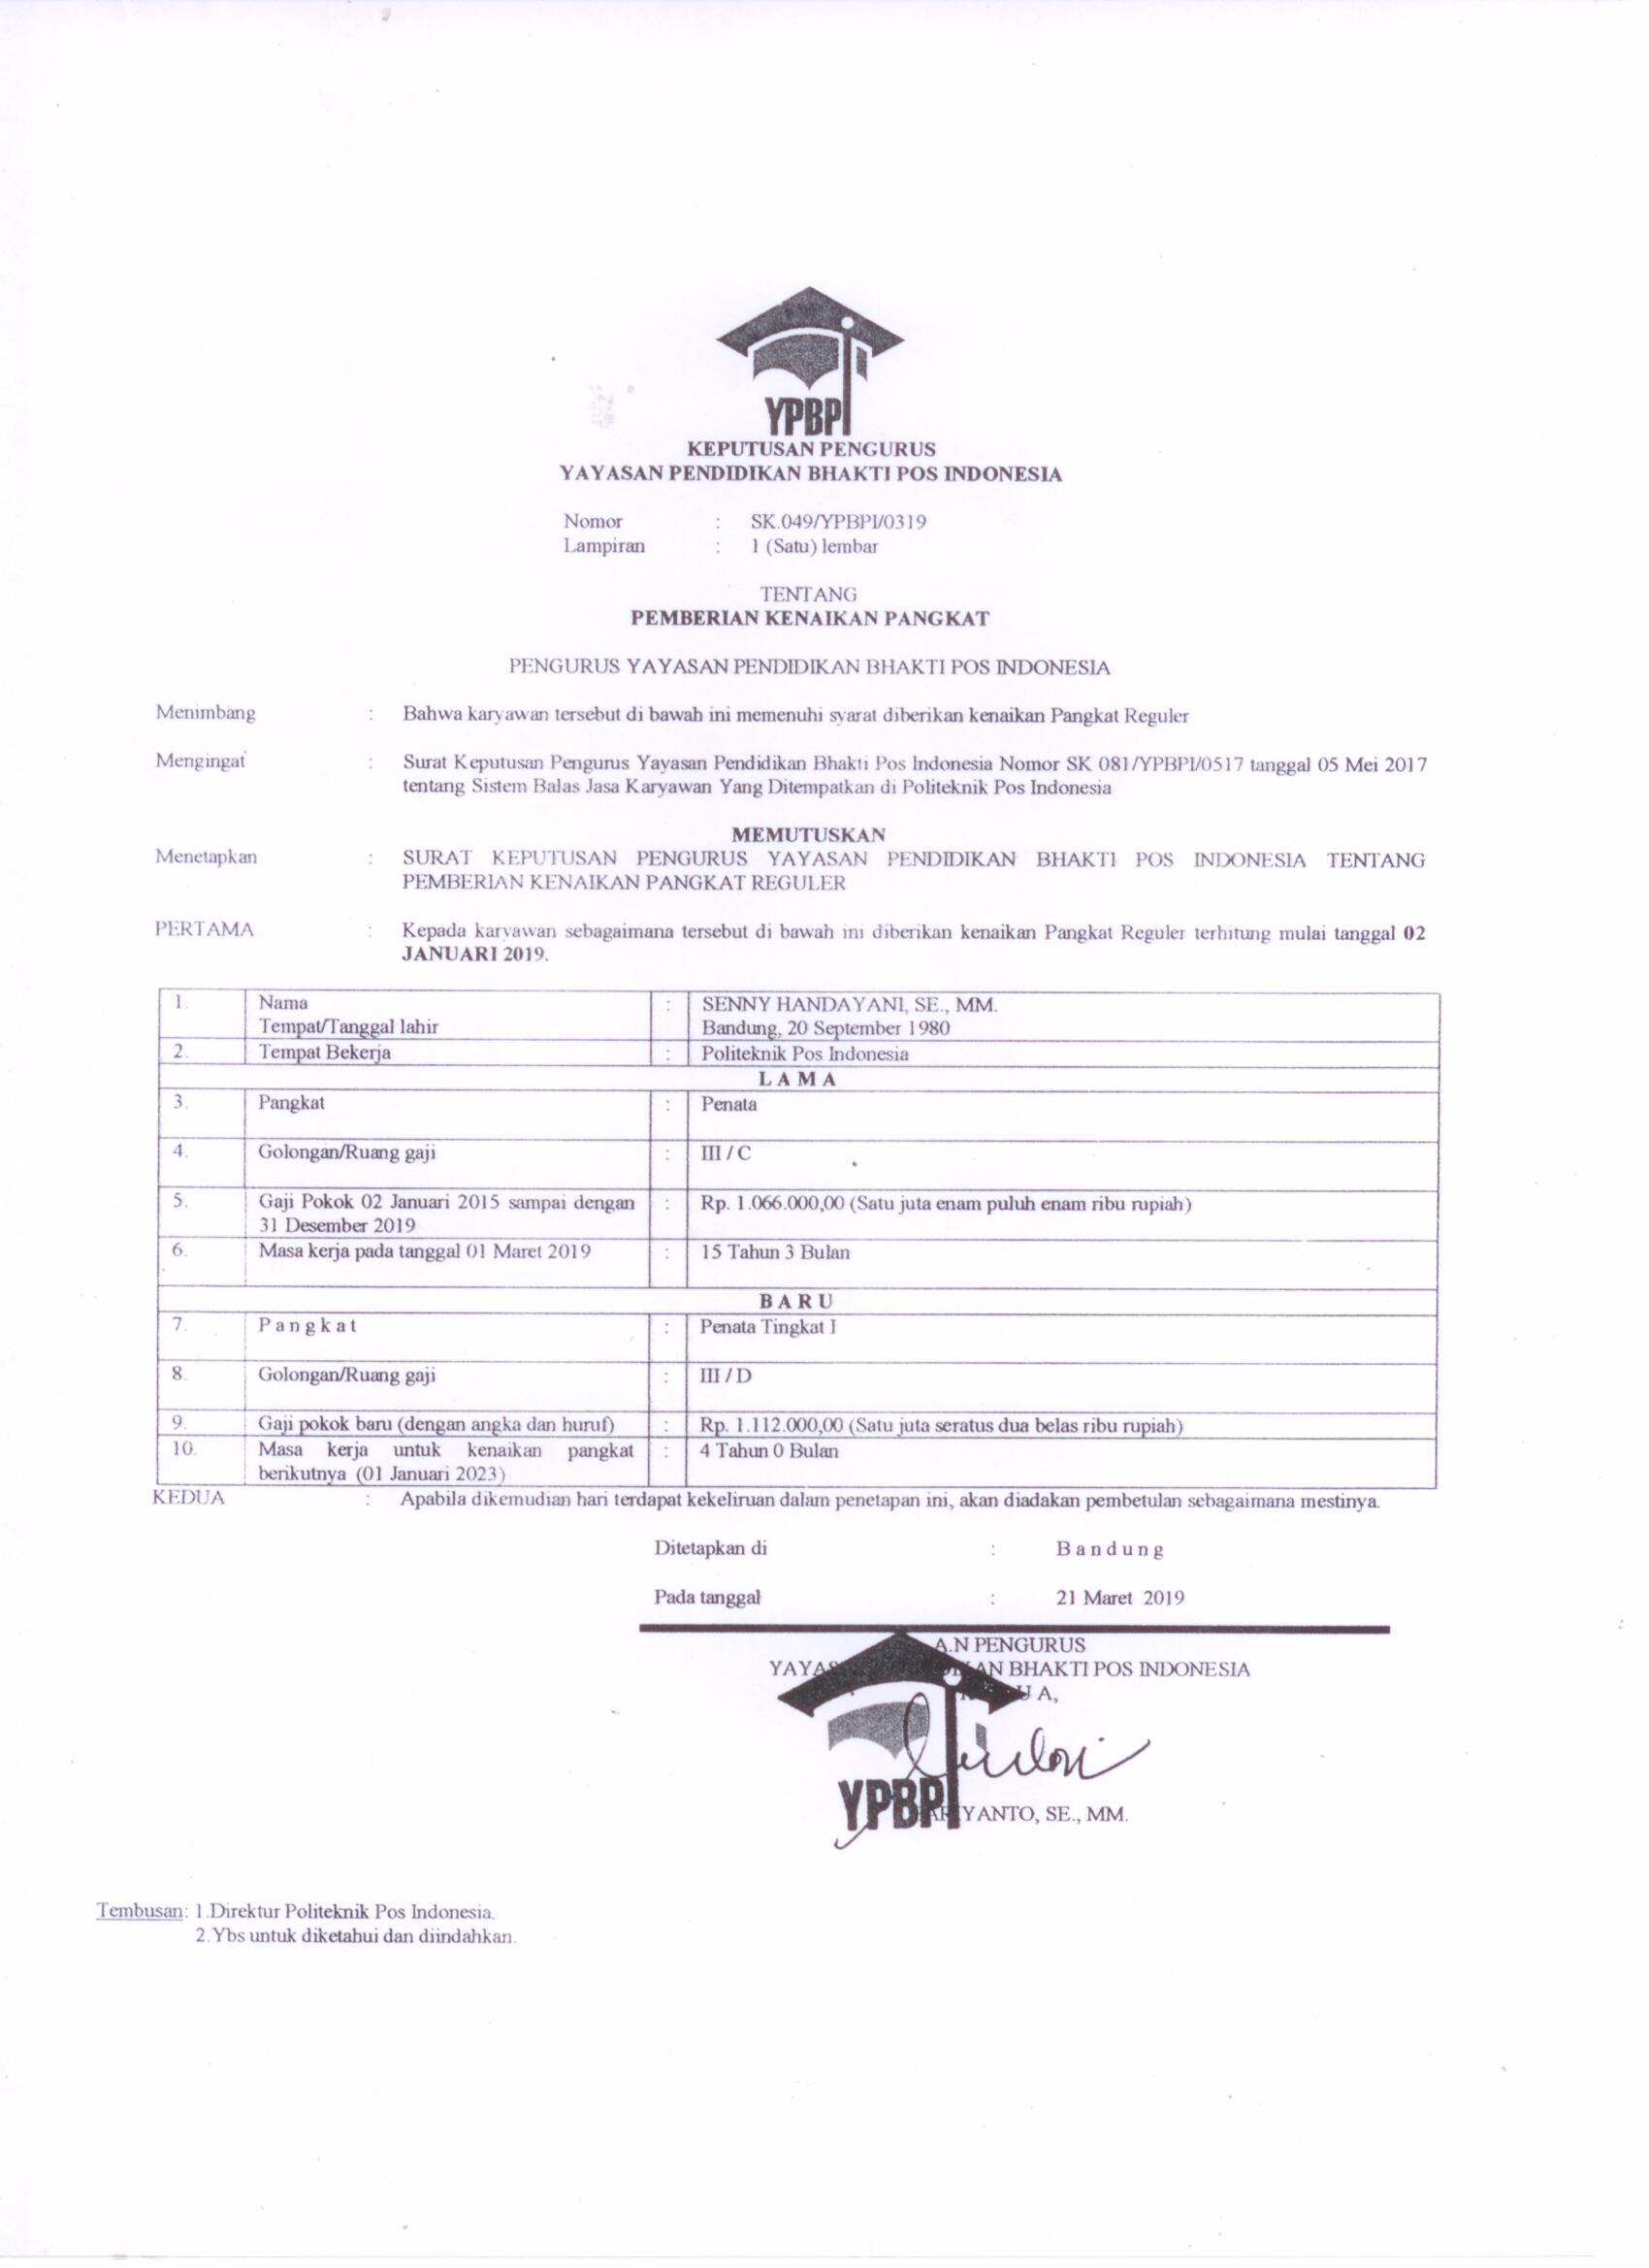 YPBPI
KEPUTUSAN PENGURUS
YAYASAN PENDIDIKAN BHAKTI POS INDONESIA
Nomor : SK.049/YPBPI/0319
Lampiran : 1 (Satu) lembar
TENTANG
PEMBERIAN KENAIKAN PANGKAT
PENGURUS YAYASAN PENDIDIKAN BHAKTI POS INDONESIA
Menimbang : Bahwa karyawan tersebut di bawah ini memenuhi syarat diberikan kenaikan Pangkat Reguler
Mengingat : Surat Keputusan Pengurus Yayasan Pendidikan Bhakti Pos Indonesia Nomor SK 081/YPBPI/0517 tanggal 05 Mei 2017
tentang Sistem Balas Jasa Karyawan Yang Ditempatkan di Politeknik Pos Indonesia
MEMUTUSKAN
Menetapkan : SURAT KEPUTUSAN PENGURUS YAYASAN PENDIDIKAN BHAKTI POS INDONESIA TENTANG
PEMBERIAN KENAIKAN PANGKAT REGULER
PERTAMA : Kepada karyawan sebagaimana tersebut di bawah ini diberikan kenaikan Pangkat Reguler terhitung mulai tanggal 02
JANUARI 2019.
1. Nama : SENNY HANDAYANI, SE., MM.
Tempat/Tanggal lahir Bandung, 20 September 1980
2. Tempat Bekerja : Politeknik Pos Indonesia
L A M A
3. Pangkat : Penata
4. Golongan/Ruang gaji : III / C
5. Gaji Pokok 02 Januari 2015 sampai dengan : Rp. 1.066.000,00 (Satu juta enam puluh enam ribu rupiah)
31 Desember 2019
6. Masa kerja pada tanggal 01 Maret 2019 : 15 Tahun 3 Bulan
B A R U
7. P a n g k a t : Penata Tingkat I
8. Golongan/Ruang gaji : III / D
9. Gaji pokok baru (dengan angka dan huruf) : Rp. 1.112.000,00 (Satu juta seratus dua belas ribu rupiah)
10. Masa kerja untuk kenaikan pangkat : 4 Tahun 0 Bulan
berikutnya (01 Januari 2023)
KEDUA : Apabila dikemudian hari terdapat kekeliruan dalam penetapan ini, akan diadakan pembetulan sebagaimana mestinya.
Ditetapkan di : B a n d u n g
Pada tanggal : 21 Maret 2019
A.N PENGURUS
BHAKTI POS INDONESIA
YPBPI
SE., MM.
Tembusan: 1.Direktur Politeknik Pos Indonesia.
2.Ybs untuk diketahui dan diindahkan.